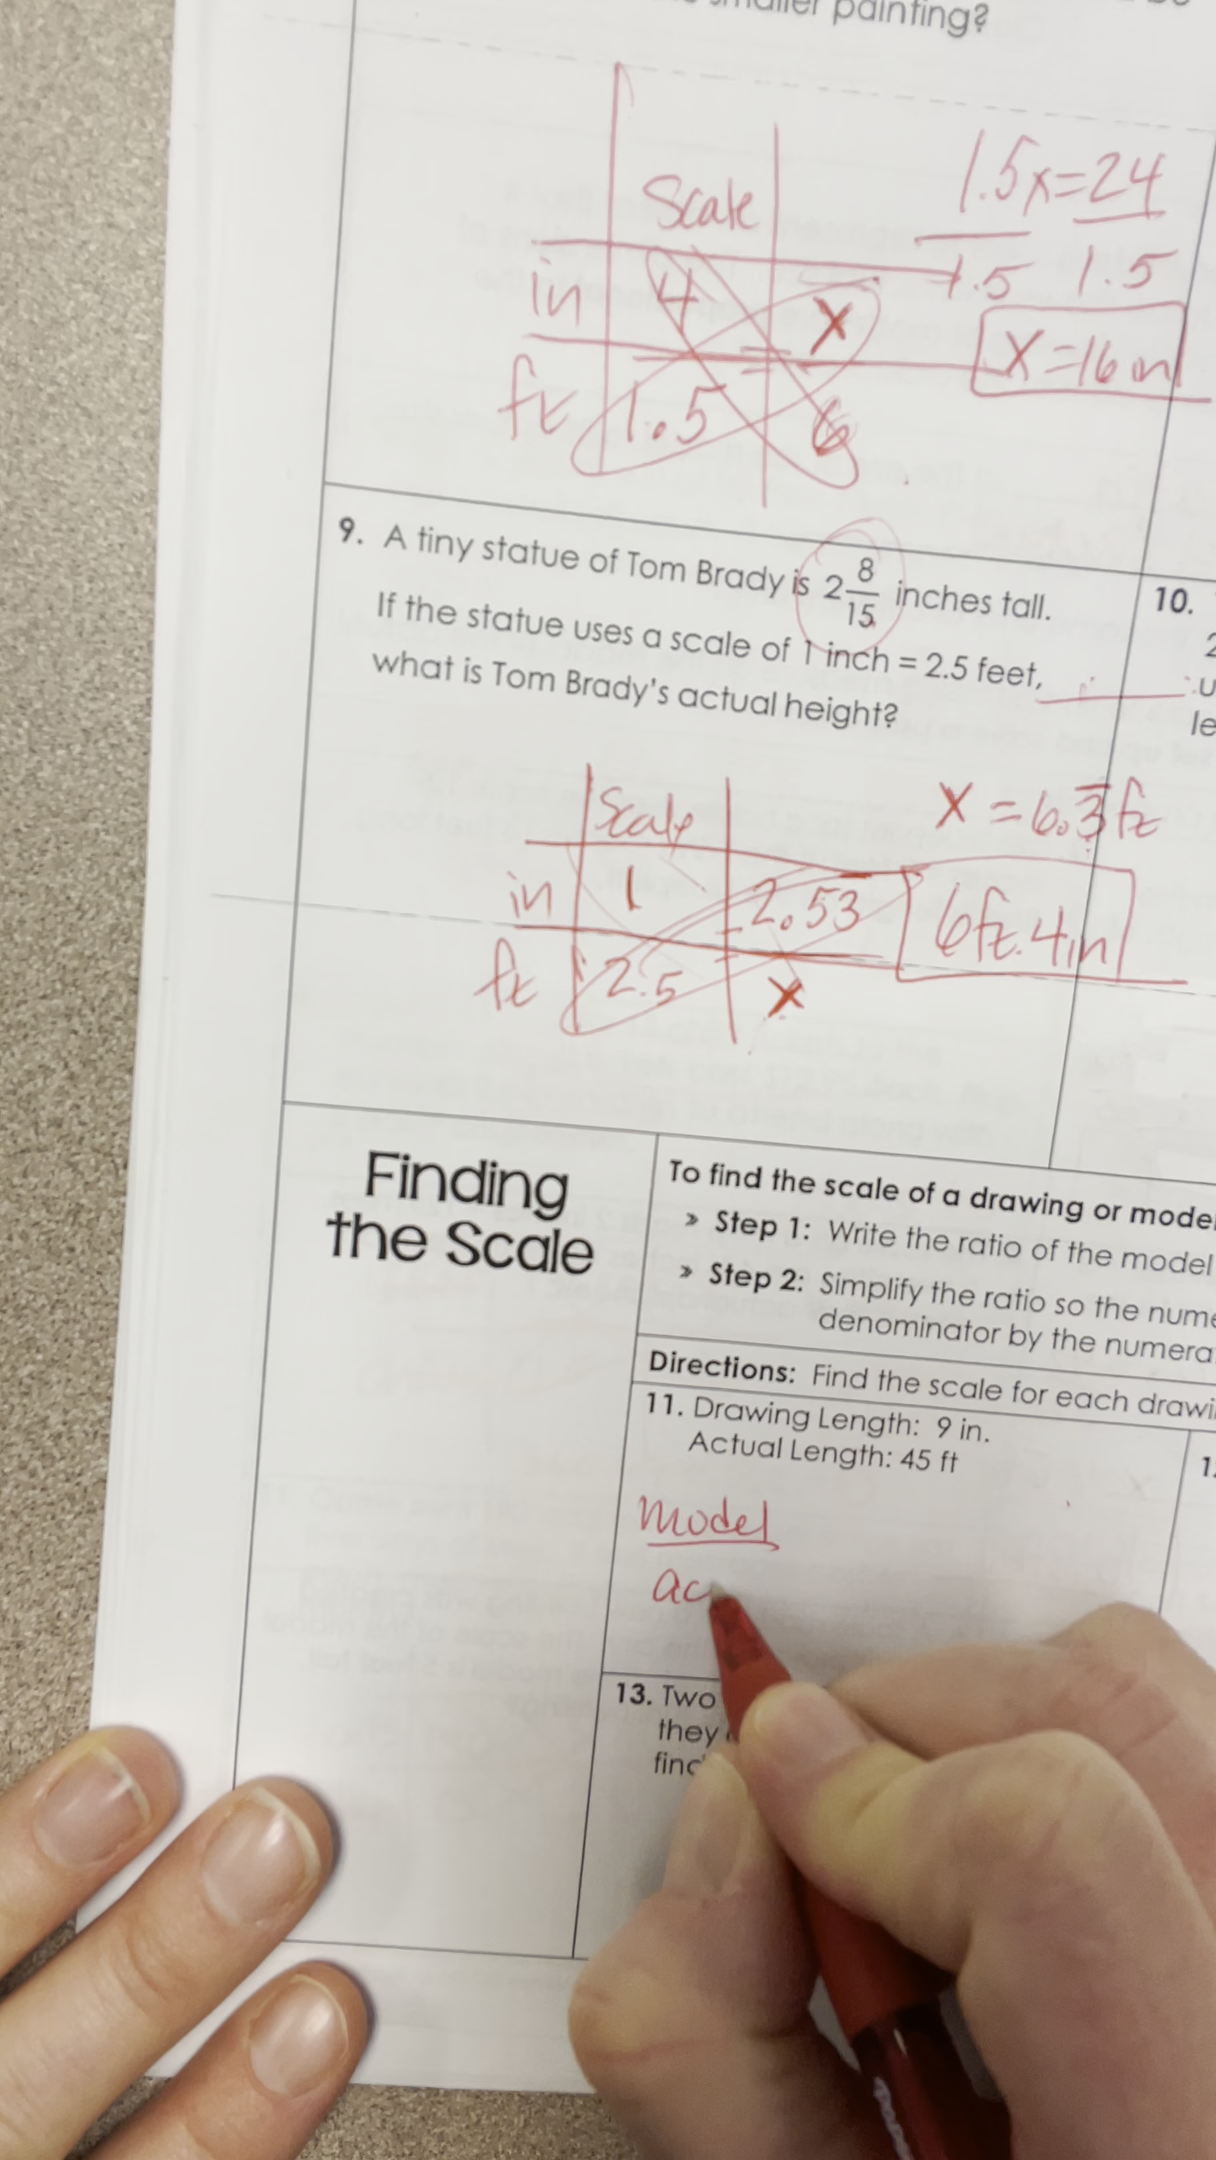 smaller painting?
Scale
in 4 x
ft 1.5 6
=
1.5x=24
1.5 1.5
x=16 in
9. A tiny statue of Tom Brady is 2 8/15 inches tall.
If the statue uses a scale of 1 inch = 2.5 feet,
what is Tom Brady's actual height?
10.
2
le
Scale
in 1 2.53
=
ft 2.5 x
x = 6.3̅ ft
6ft. 4in
Finding
the Scale
To find the scale of a drawing or mode
» Step 1: Write the ratio of the model
» Step 2: Simplify the ratio so the nume
denominator by the numera
Directions: Find the scale for each drawi
11. Drawing Length: 9 in.
Actual Length: 45 ft
1
model
ac
13. Two
they
find